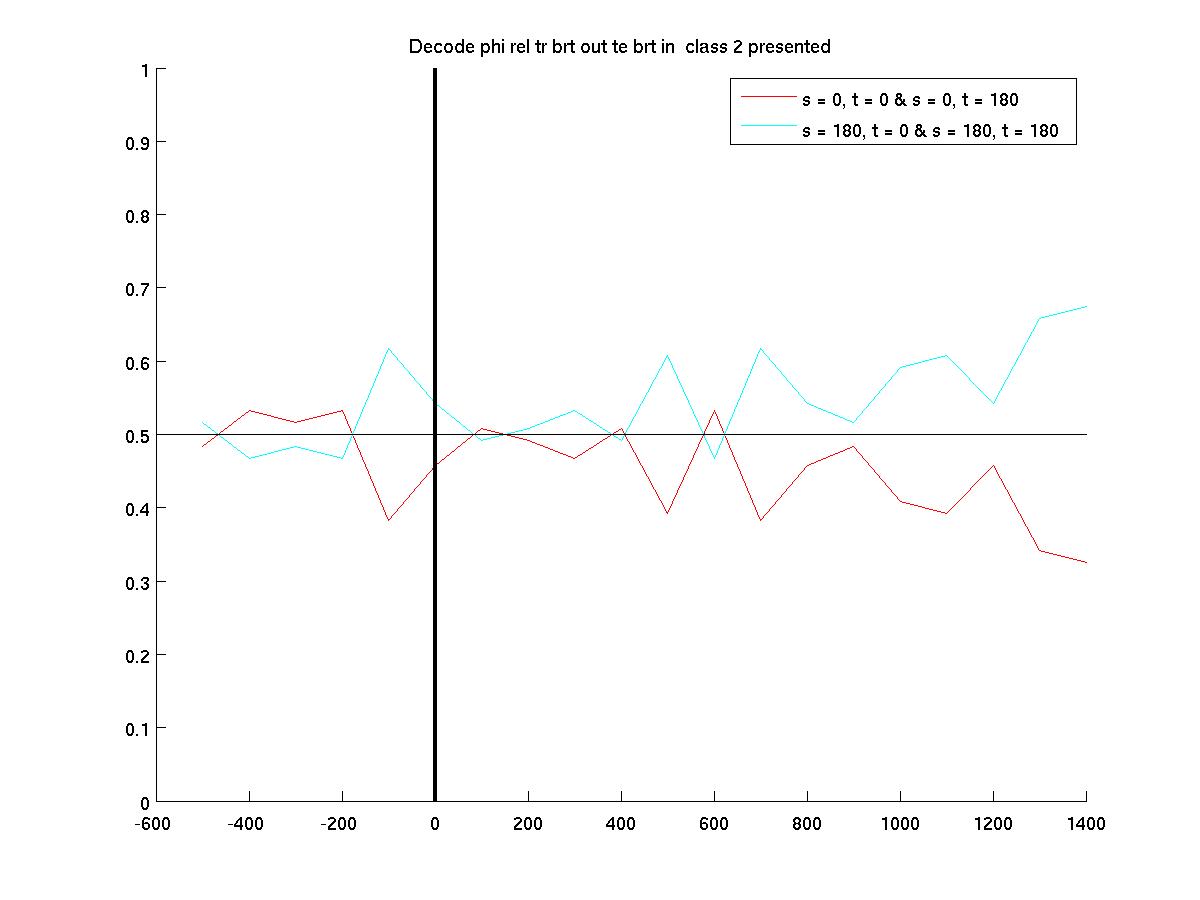 Decode phi rel tr brt out te brt in  class 2 presented
s = 0, t = 0 & s = 0, t = 180
s = 180, t = 0 & s = 180, t = 180
1
0.9
0.8
0.7
0.6
0.5
0.4
0.3
0.2
0.1
0
-600 -400 -200 0 200 400 600 800 1000 1200 1400